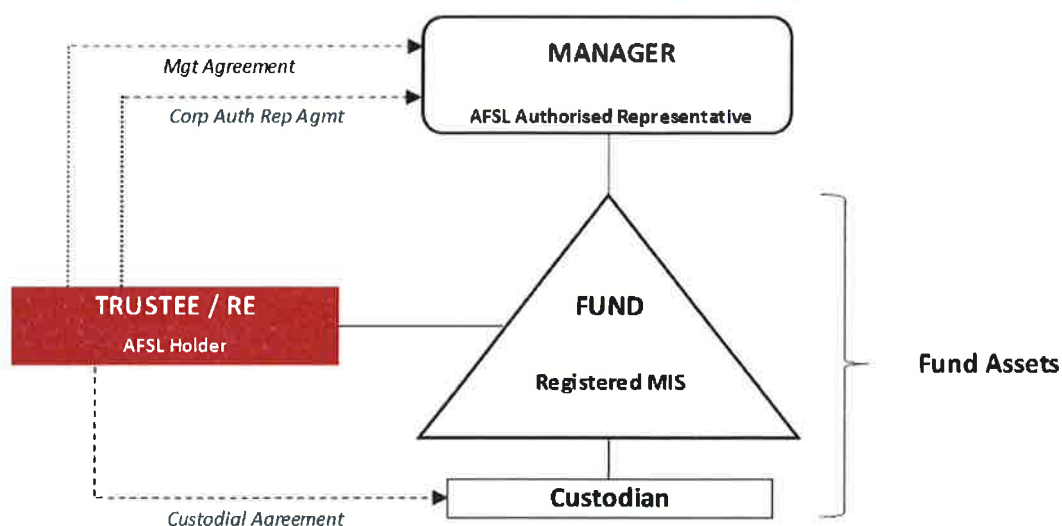 MANAGER
AFSL Authorised Representative
Mgt Agreement
Corp Auth Rep Agmt
TRUSTEE / RE
AFSL Holder
FUND
Registered MIS
Fund Assets
Custodian
Custodial Agreement